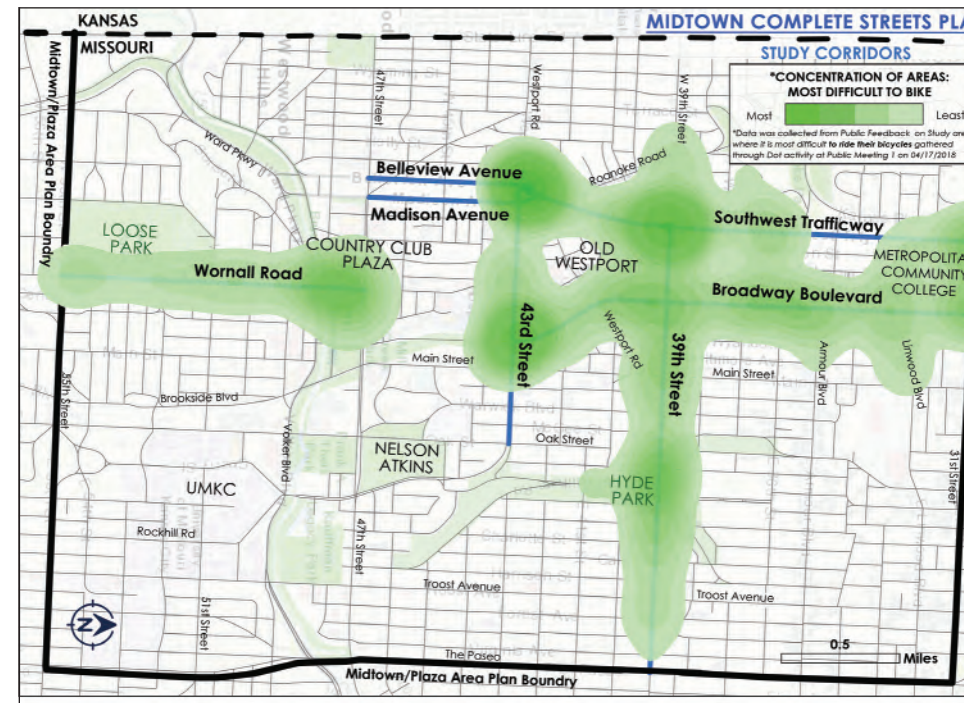 KANSAS
MISSOURI
MIDTOWN COMPLETE STREETS PLA
STUDY CORRIDORS
*CONCENTRATION OF AREAS:
MOST DIFFICULT TO BIKE
Most
Least
*Data was collected from Public Feedback on Study are
where it is most difficult to ride their bicycles gathered
through Dot activity at Public Meeting 1 on 04/17/2018
Midtown/Plaza Area Plan Boundry
47th Street
Westport Rd
W 39th Street
Ward Pkwy
Roanoke Road
Belleview Avenue
Madison Avenue
Southwest Trafficway
LOOSE
PARK
COUNTRY CLUB
PLAZA
OLD
WESTPORT
METROPOLITA
COMMUNITY
COLLEGE
Wornall Road
Broadway Boulevard
43rd Street
Westport Rd
39th Street
Main Street
Main Street
Armour Blvd
Linwood Blvd
55th Street
Brookside Blvd
Volker Blvd
Oak Street
NELSON
ATKINS
31st Street
UMKC
HYDE
PARK
Rockhill Rd
47th Street
51st Street
Troost Avenue
Troost Avenue
N
The Paseo
0.5
Miles
Midtown/Plaza Area Plan Boundry